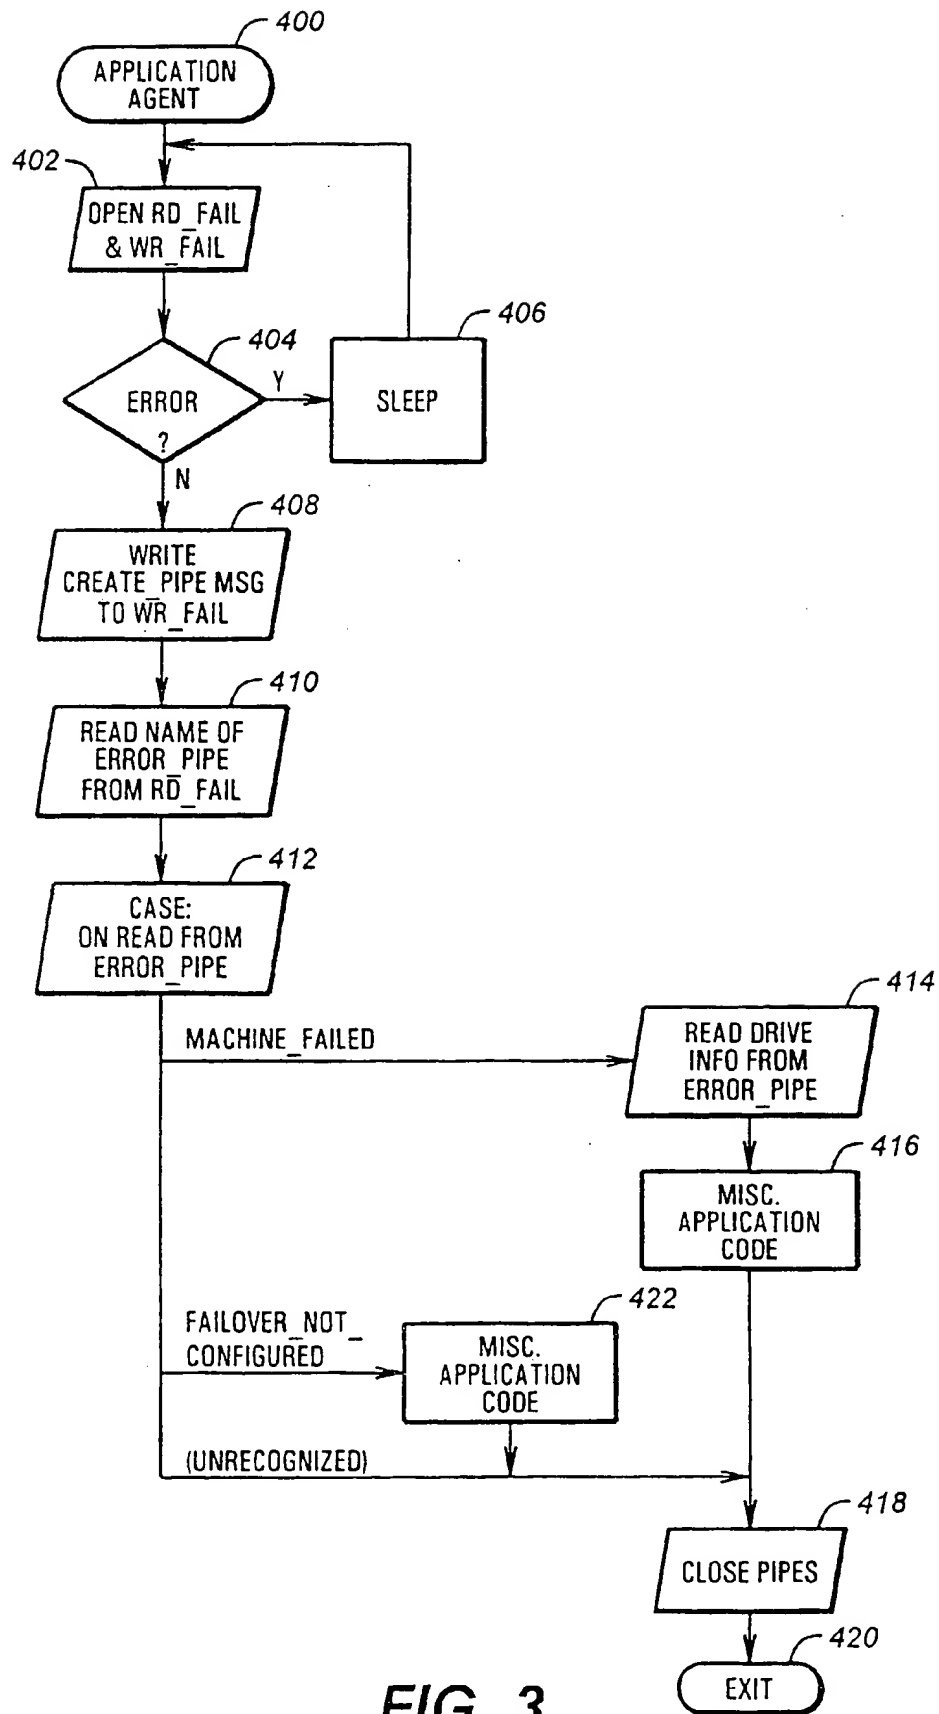 400
APPLICATION
AGENT
402
OPEN RD_FAIL
& WR_FAIL
404
406
ERROR
?
Y
SLEEP
N
408
WRITE
CREATE_PIPE MSG
TO WR_FAIL
410
READ NAME OF
ERROR_PIPE
FROM RD_FAIL
412
CASE:
ON READ FROM
ERROR_PIPE
MACHINE_FAILED
414
READ DRIVE
INFO FROM
ERROR_PIPE
416
MISC.
APPLICATION
CODE
FAILOVER_NOT_
CONFIGURED
422
MISC.
APPLICATION
CODE
(UNRECOGNIZED)
418
CLOSE PIPES
420
EXIT
FIG. 3